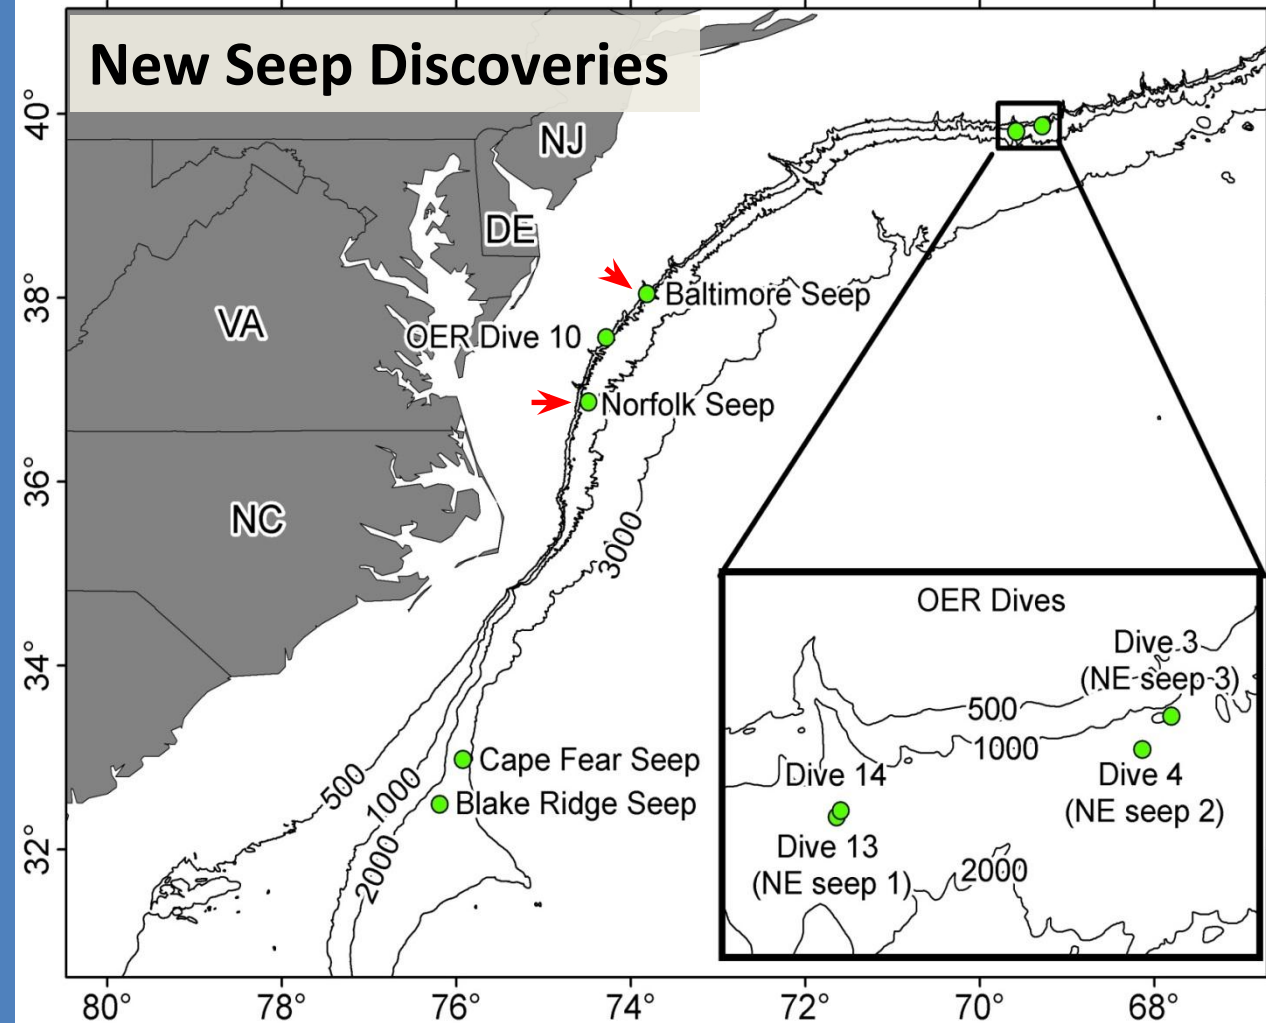 New Seep Discoveries
40°
38°
36°
34°
32°
80°
78°
76°
74°
72°
70°
68°
NJ
DE
VA
NC
Baltimore Seep
OER Dive 10
Norfolk Seep
3000
Cape Fear Seep
Blake Ridge Seep
500
1000
2000
OER Dives
Dive 3
(NE seep 3)
500
1000
Dive 14
Dive 4
(NE seep 2)
Dive 13
(NE seep 1)
2000